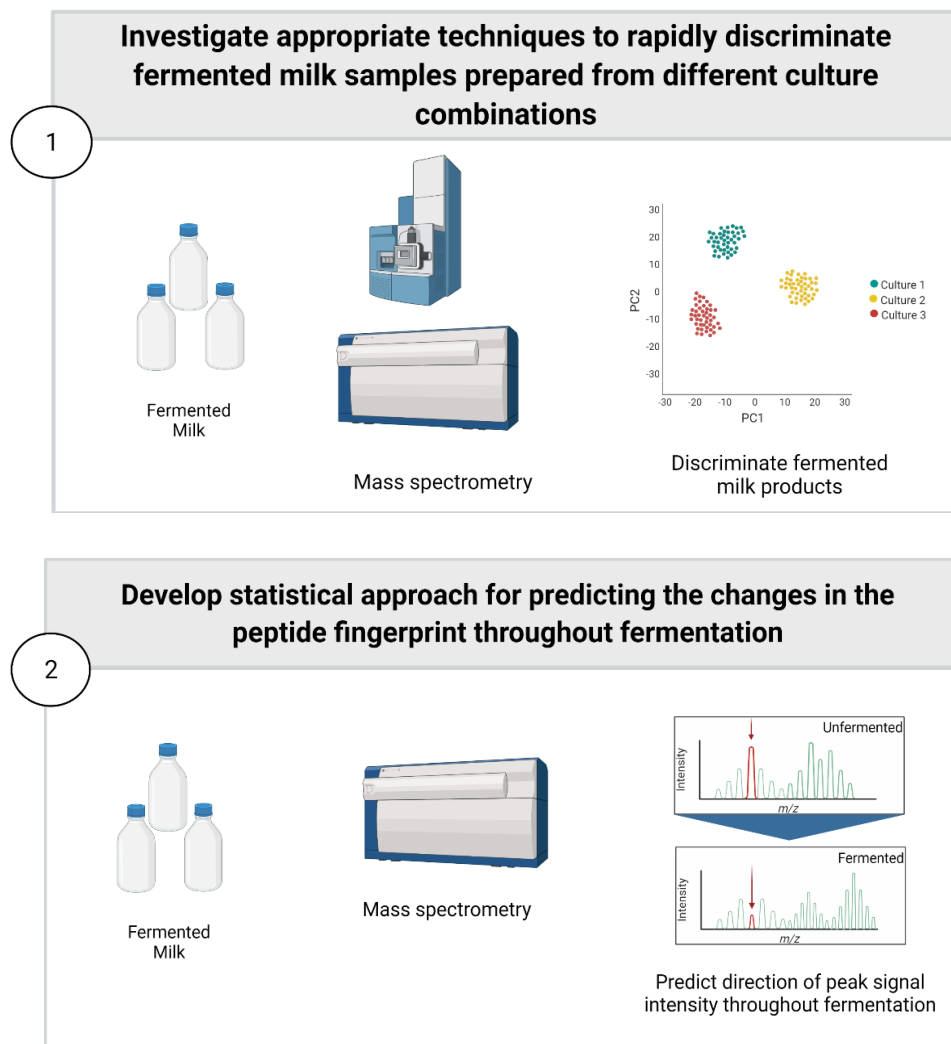 Investigate appropriate techniques to rapidly discriminate
fermented milk samples prepared from different culture
combinations
1
Fermented
Milk
Mass spectrometry
30
20
10
0
-10
-20
-30
PC2
-30 -20 -10 0 10 20 30
PC1
Culture 1
Culture 2
Culture 3
Discriminate fermented
milk products
Develop statistical approach for predicting the changes in the
peptide fingerprint throughout fermentation
2
Fermented
Milk
Mass spectrometry
Unfermented
Intensity
m/z
Fermented
Intensity
m/z
Predict direction of peak signal
intensity throughout fermentation